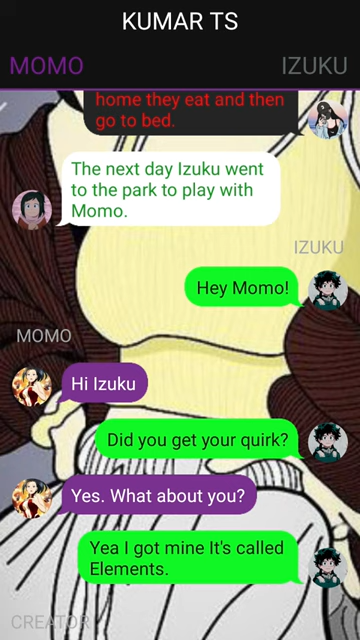 KUMAR TS
MOMO
IZUKU
home they eat and then
go to bed.
The next day Izuku went
to the park to play with
Momo.
IZUKU
Hey Momo!
MOMO
Hi Izuku
Did you get your quirk?
Yes. What about you?
Yea I got mine It's called
Elements.
CREATOR